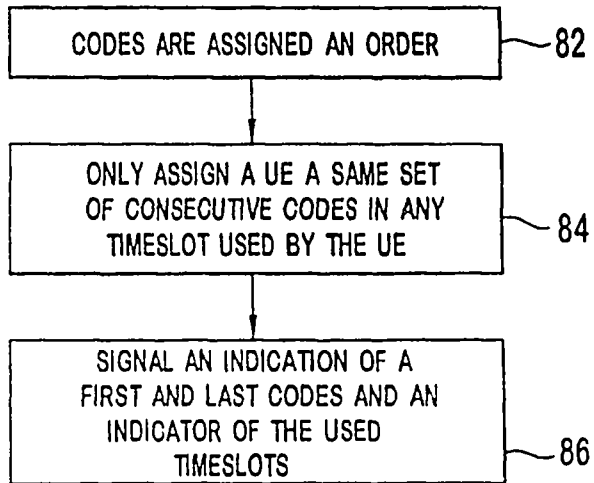 CODES ARE ASSIGNED AN ORDER
82
ONLY ASSIGN A UE A SAME SET
OF CONSECUTIVE CODES IN ANY
TIMESLOT USED BY THE UE
84
SIGNAL AN INDICATION OF A
FIRST AND LAST CODES AND AN
INDICATOR OF THE USED
TIMESLOTS
86